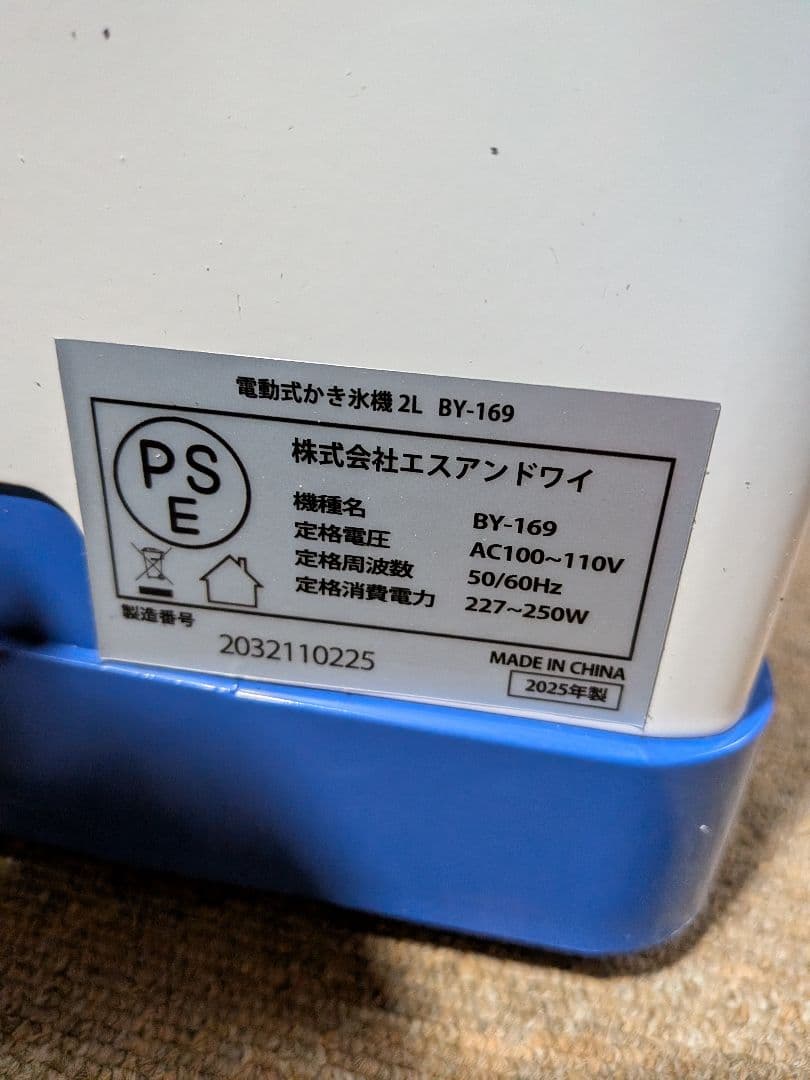 電動式かき氷機 2L BY-169
PS
E
株式会社エスアンドワイ
機種名 BY-169
定格電圧 AC100~110V
定格周波数 50/60Hz
定格消費電力 227~250W
製造番号
2032110225
MADE IN CHINA
2025年製